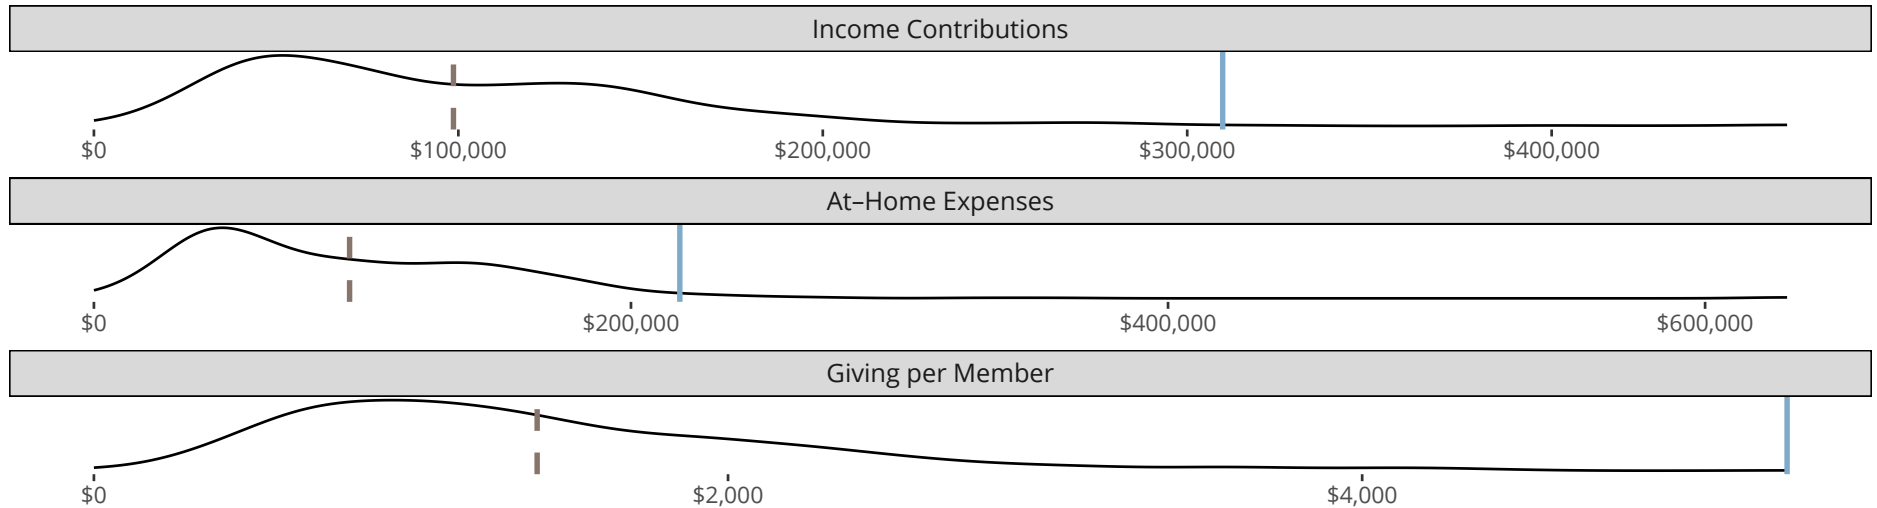 Income Contributions
$0 $100,000 $200,000 $300,000 $400,000
At–Home Expenses
$0 $200,000 $400,000 $600,000
Giving per Member
$0 $2,000 $4,000